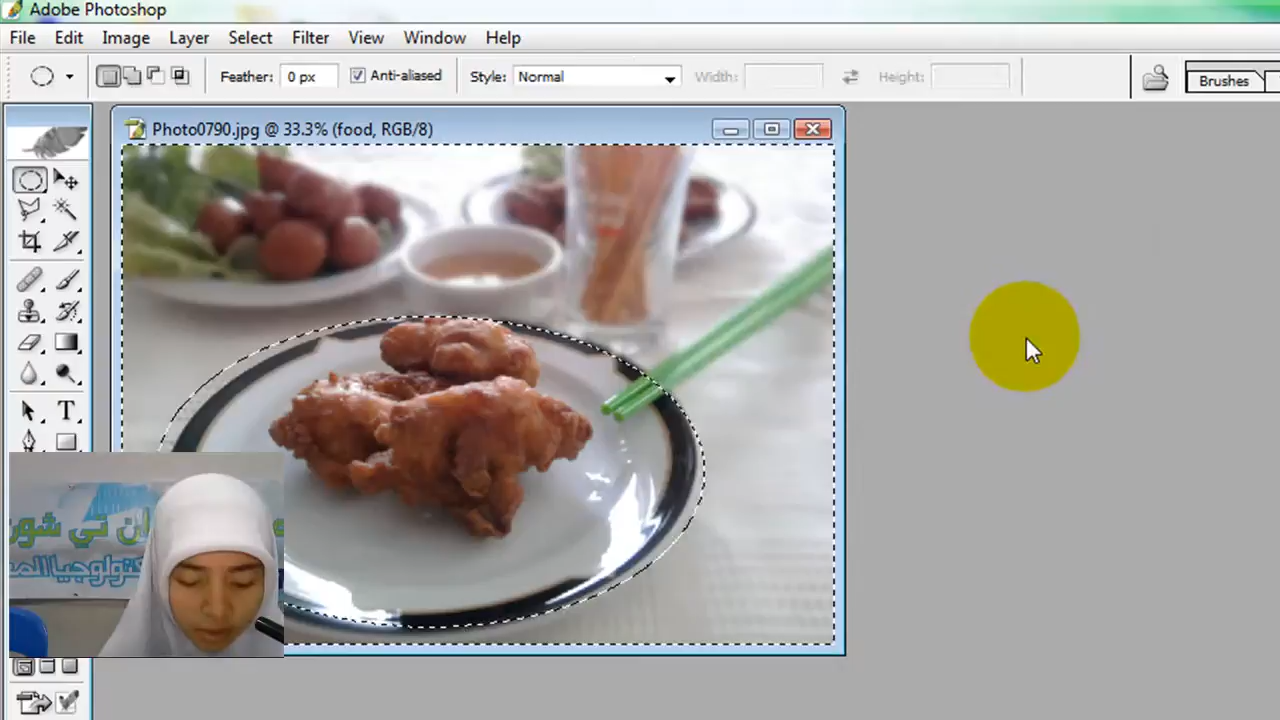 Adobe Photoshop
File Edit Image Layer Select Filter View Window Help
Feather: 0 px Anti-aliased Style: Normal Width: Height: Brushes
Photo0790.jpg @ 33.3% (food, RGB/8)
T